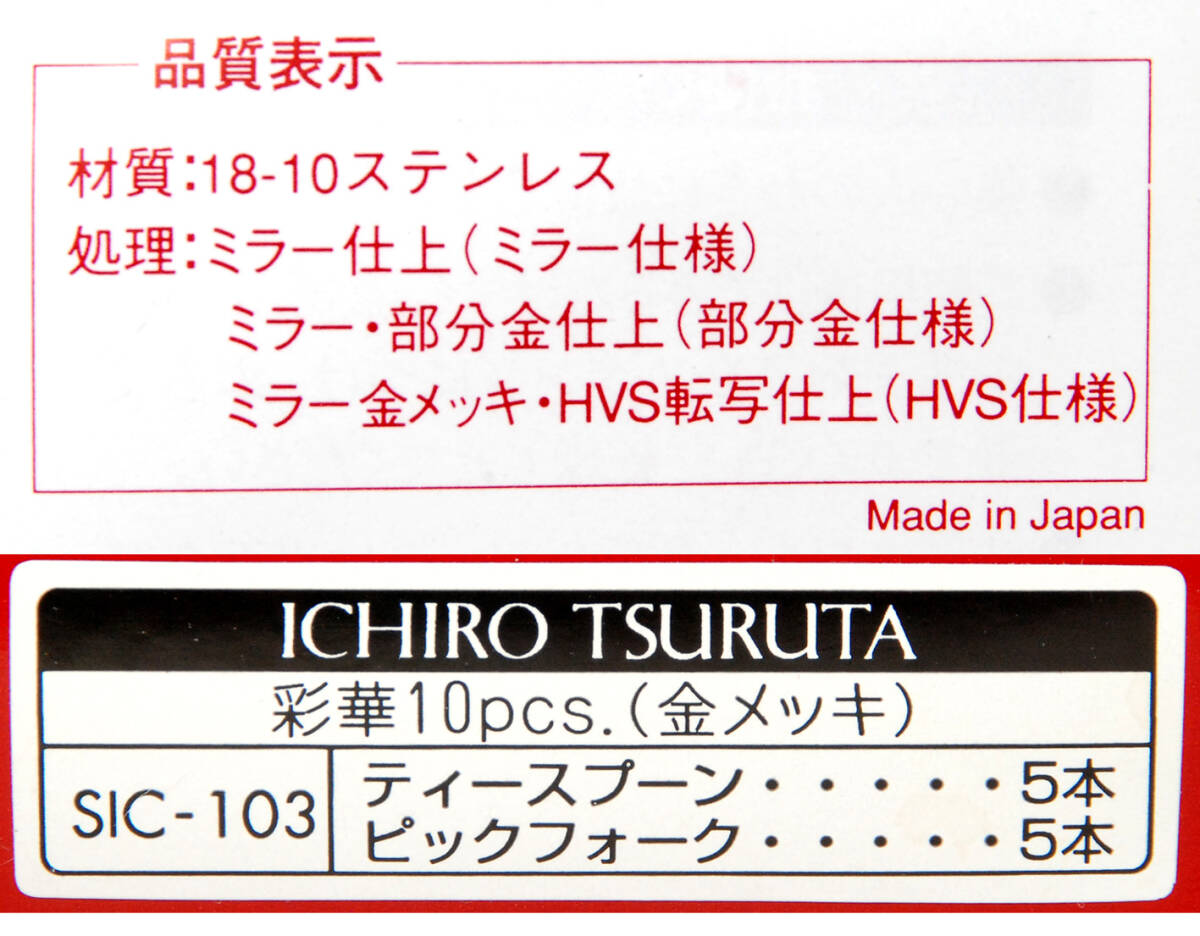 品質表示
材質:18-10ステンレス
処理:ミラー仕上(ミラー仕様)
ミラー・部分金仕上(部分金仕様)
ミラー金メッキ・HVS転写仕上(HVS仕様)
Made in Japan
ICHIRO TSURUTA
彩華10pcs.(金メッキ)
SIC-103
ティースプーン・・・・・5本
ピックフォーク・・・・・5本